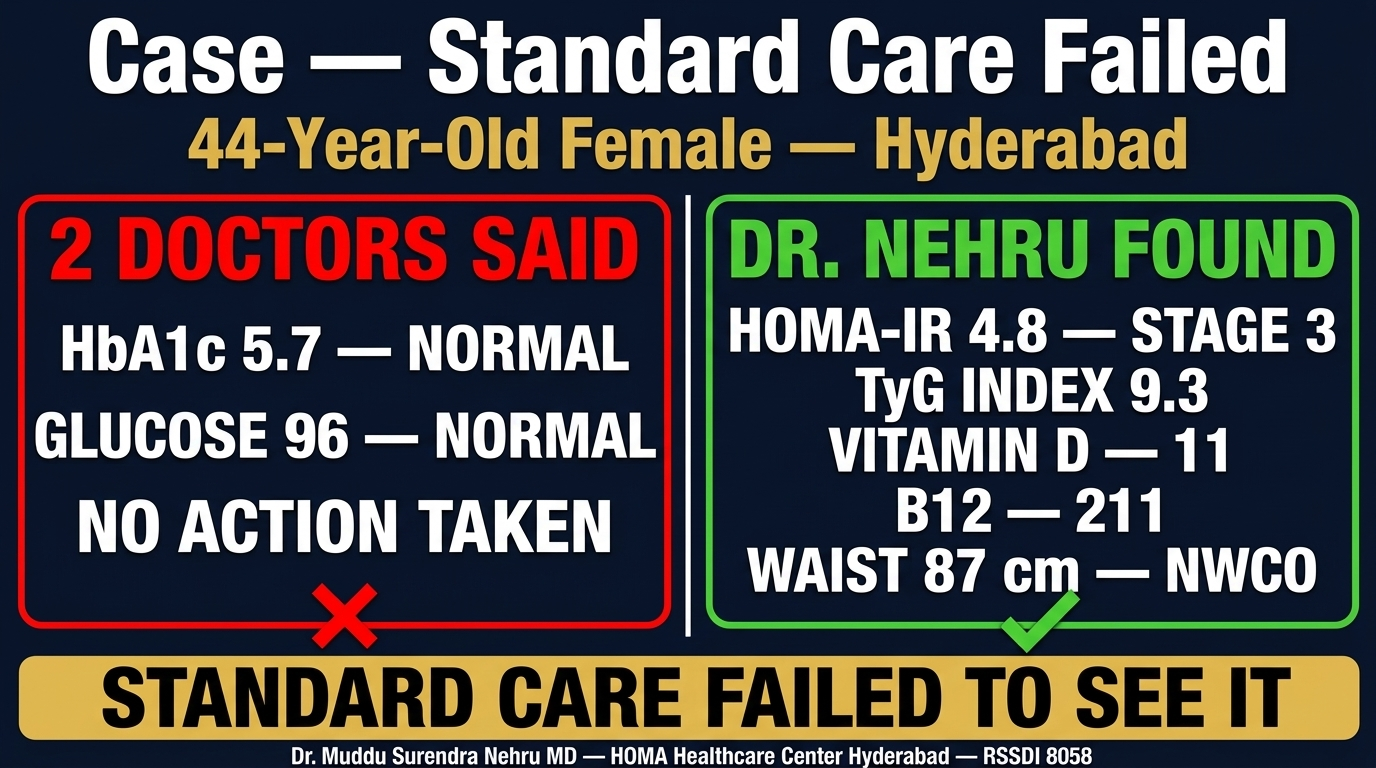 Case — Standard Care Failed
44-Year-Old Female — Hyderabad
2 DOCTORS SAID
HbA1c 5.7 — NORMAL
GLUCOSE 96 — NORMAL
NO ACTION TAKEN
DR. NEHRU FOUND
HOMA-IR 4.8 — STAGE 3
TyG INDEX 9.3
VITAMIN D — 11
B12 — 211
WAIST 87 cm — NWCO
STANDARD CARE FAILED TO SEE IT
Dr. Muddu Surendra Nehru MD — HOMA Healthcare Center Hyderabad — RSSDI 8058